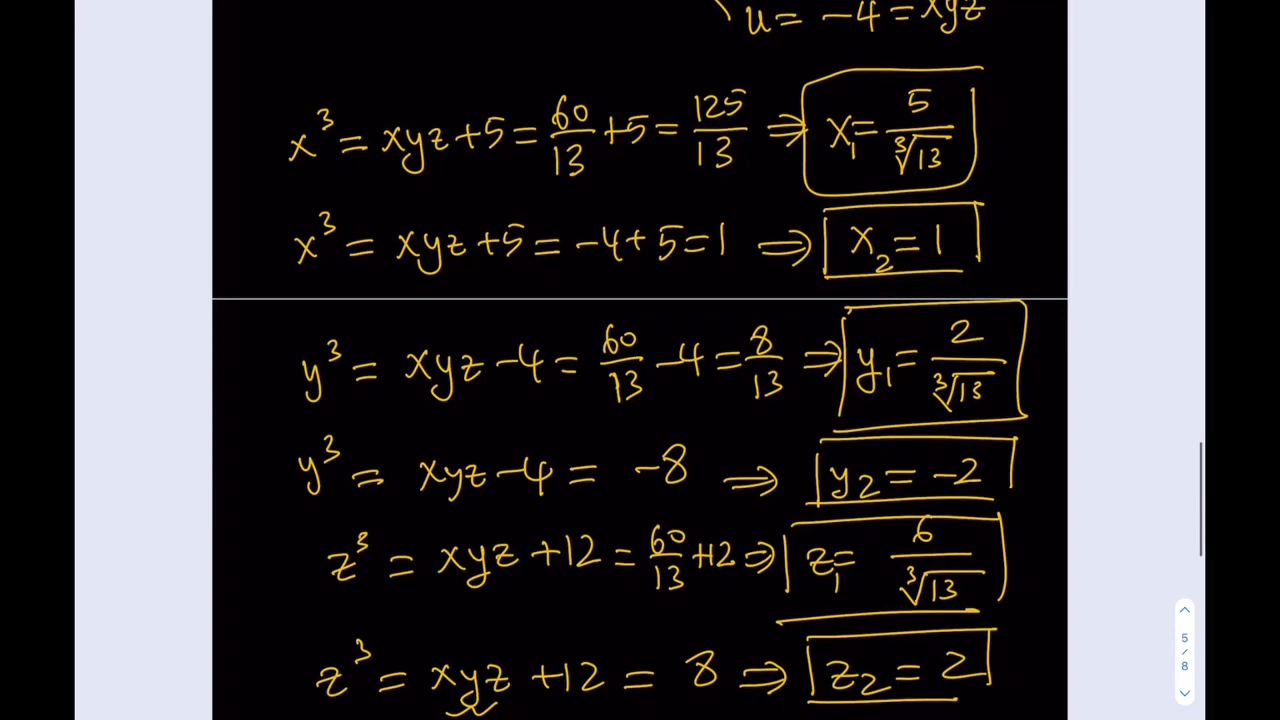 u = -4 = xyz
x³ = xyz + 5 = 60/13 + 5 = 125/13 ⇒ x₁ = 5/∛13
x³ = xyz + 5 = -4 + 5 = 1 ⇒ x₂ = 1
y³ = xyz - 4 = 60/13 - 4 = 8/13 ⇒ y₁ = 2/∛13
y³ = xyz - 4 = -8 ⇒ y₂ = -2
z³ = xyz + 12 = 60/13 + 12 ⇒ z₁ = 6/∛13
z³ = xyz + 12 = 8 ⇒ z₂ = 2
5
/
8